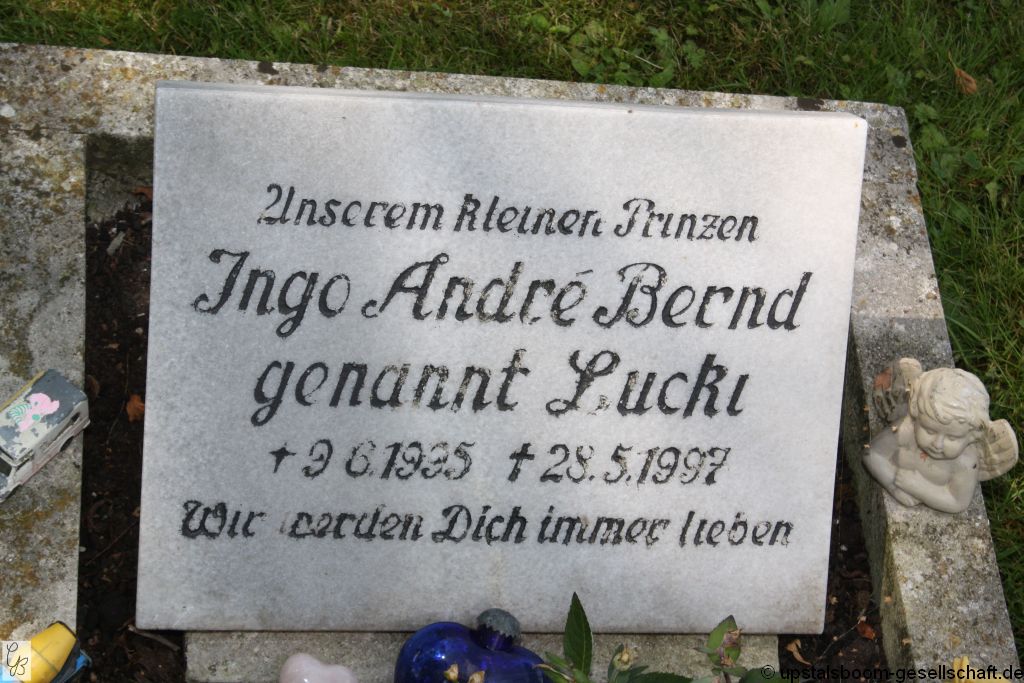 Unserem kleinen Prinzen
Ingo André Bernd
genannt Lucki
✝ 9.6.1995 ✝ 28.5.1997
Wir werden Dich immer lieben
GB
© upstalsboom-gesellschaft.de